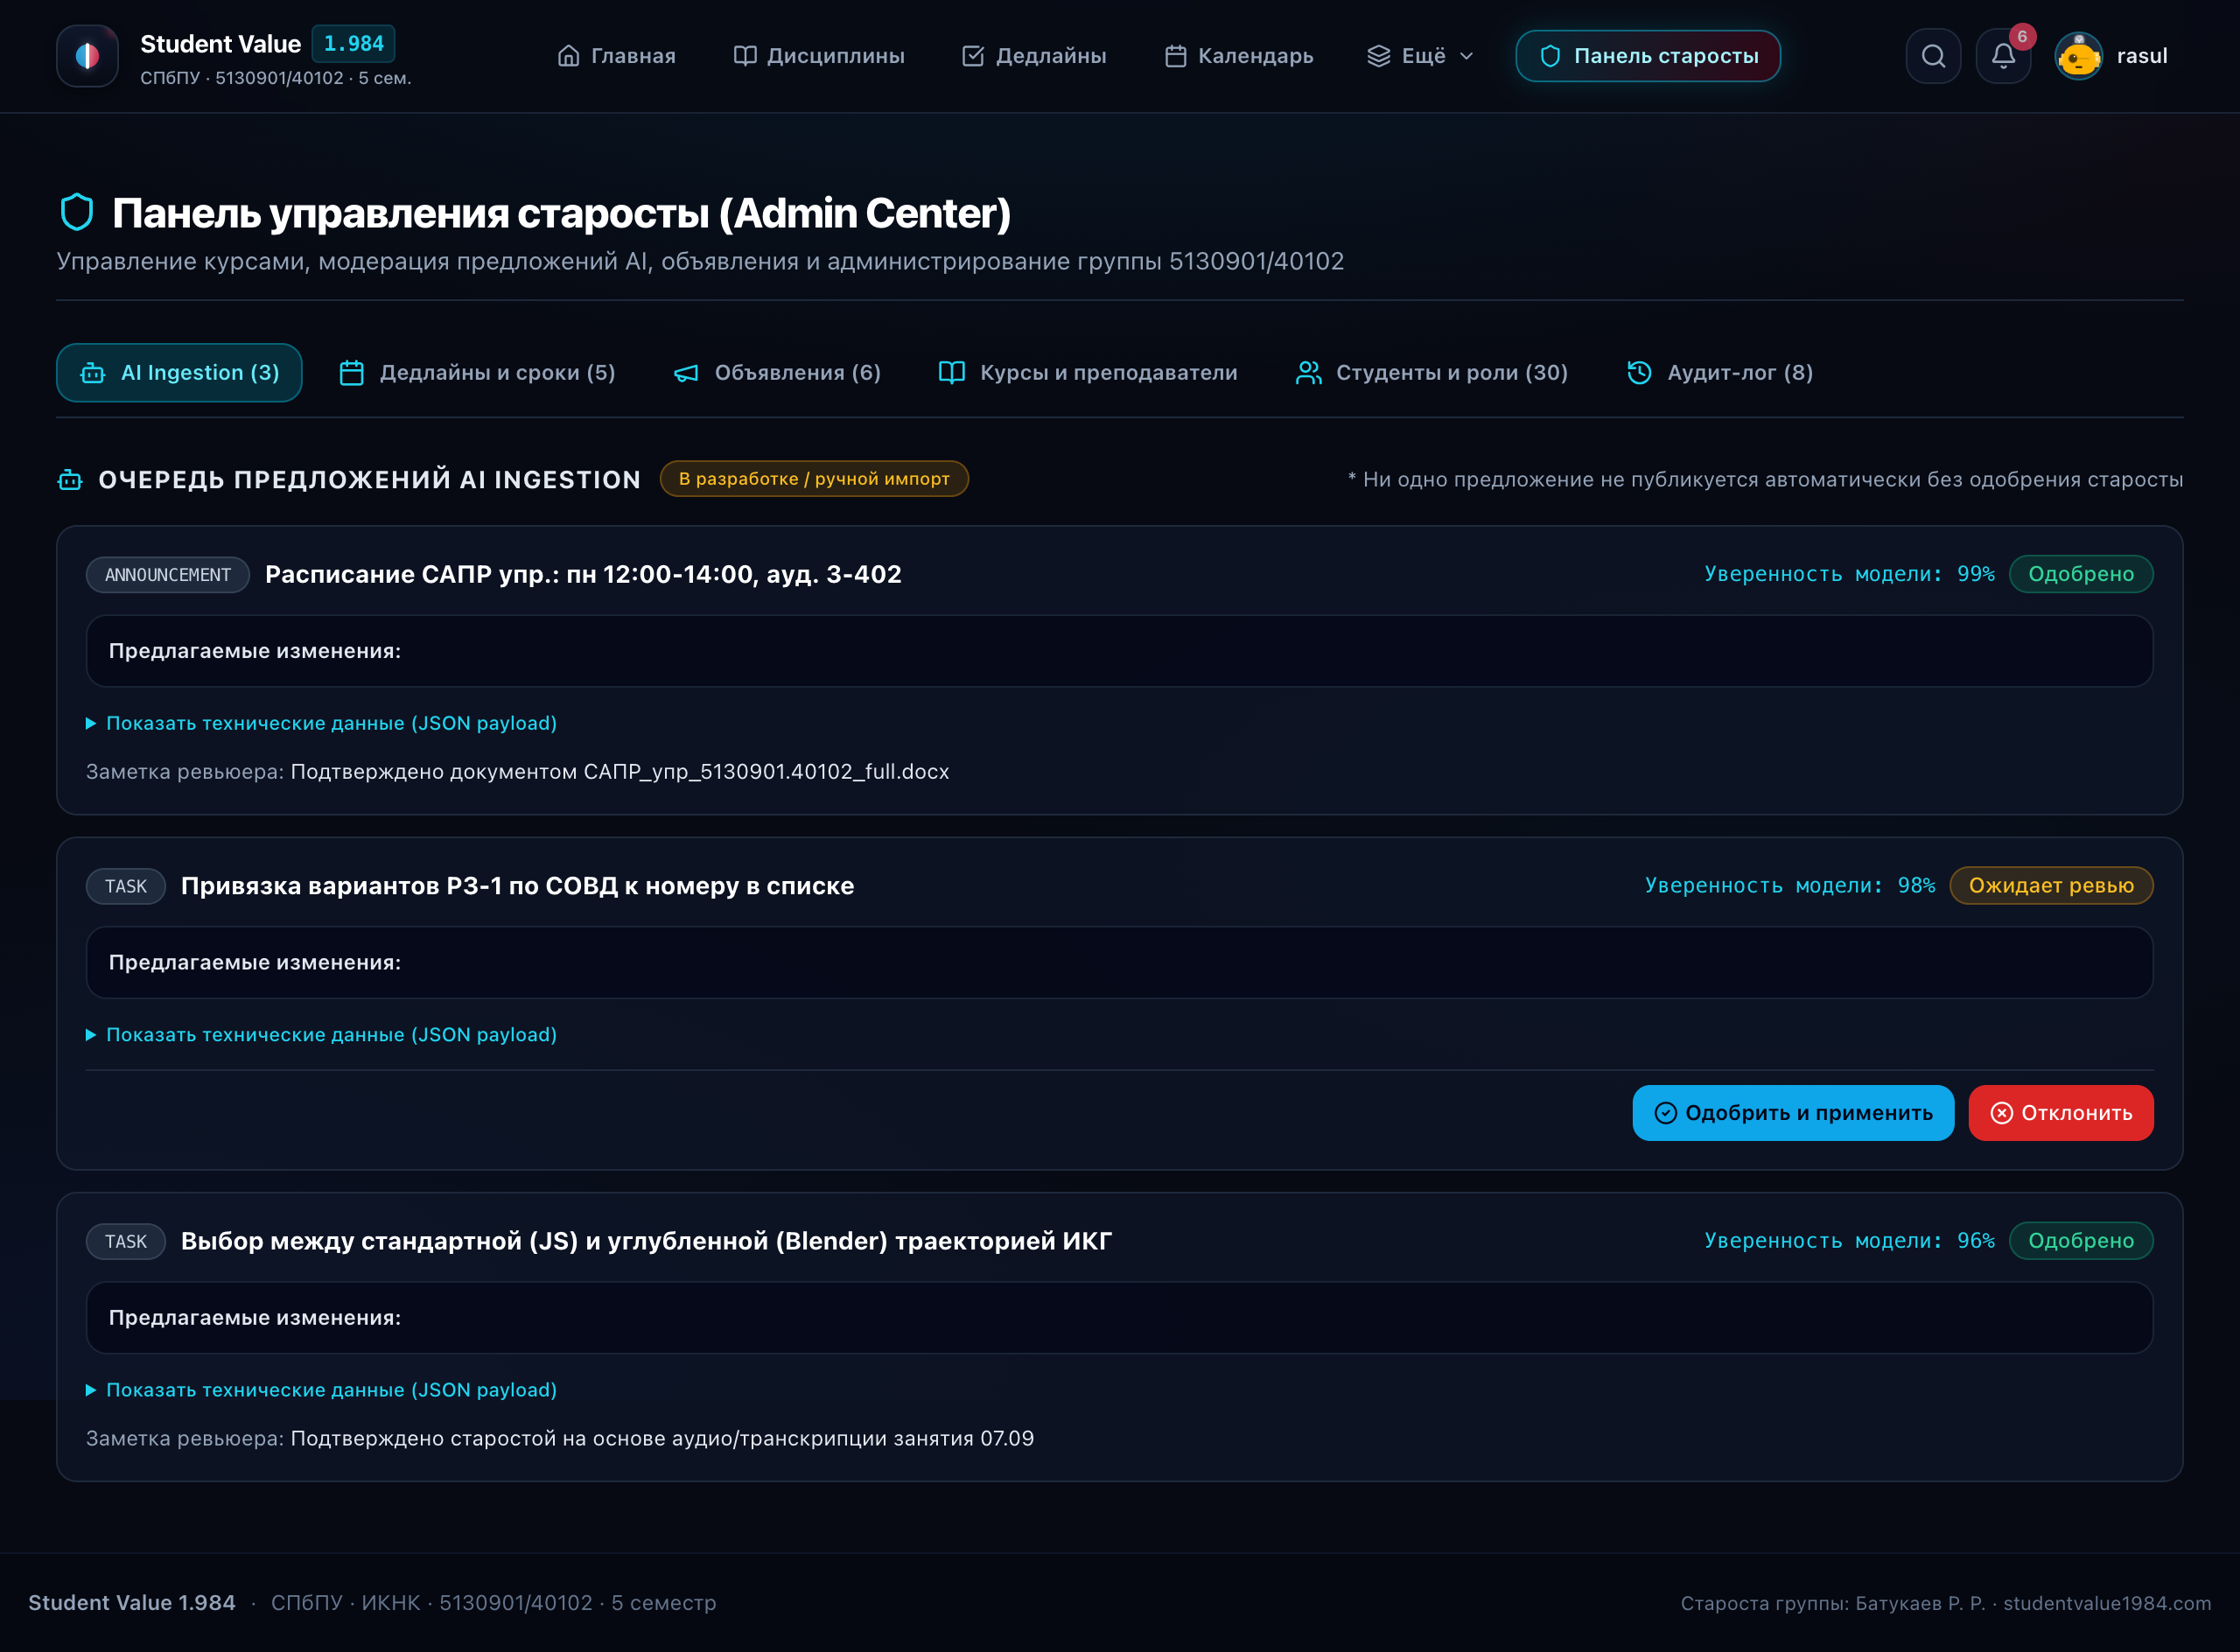 Student Value 1.984
СПбПУ · 5130901/40102 · 5 сем.
Главная
Дисциплины
Дедлайны
Календарь
Ещё
Панель старосты
6
rasul
Панель управления старосты (Admin Center)
Управление курсами, модерация предложений AI, объявления и администрирование группы 5130901/40102
AI Ingestion (3)
Дедлайны и сроки (5)
Объявления (6)
Курсы и преподаватели
Студенты и роли (30)
Аудит-лог (8)
ОЧЕРЕДЬ ПРЕДЛОЖЕНИЙ AI INGESTION
В разработке / ручной импорт
* Ни одно предложение не публикуется автоматически без одобрения старосты
ANNOUNCEMENT Расписание САПР упр.: пн 12:00-14:00, ауд. 3-402
Уверенность модели: 99% Одобрено
Предлагаемые изменения:
Показать технические данные (JSON payload)
Заметка ревьюера: Подтверждено документом САПР_упр_5130901.40102_full.docx
TASK Привязка вариантов РЗ-1 по СОВД к номеру в списке
Уверенность модели: 98% Ожидает ревью
Предлагаемые изменения:
Показать технические данные (JSON payload)
Одобрить и применить
Отклонить
TASK Выбор между стандартной (JS) и углубленной (Blender) траекторией ИКГ
Уверенность модели: 96% Одобрено
Предлагаемые изменения:
Показать технические данные (JSON payload)
Заметка ревьюера: Подтверждено старостой на основе аудио/транскрипции занятия 07.09
Student Value 1.984 · СПбПУ · ИКНК · 5130901/40102 · 5 семестр
Староста группы: Батукаев Р. Р. · studentvalue1984.com